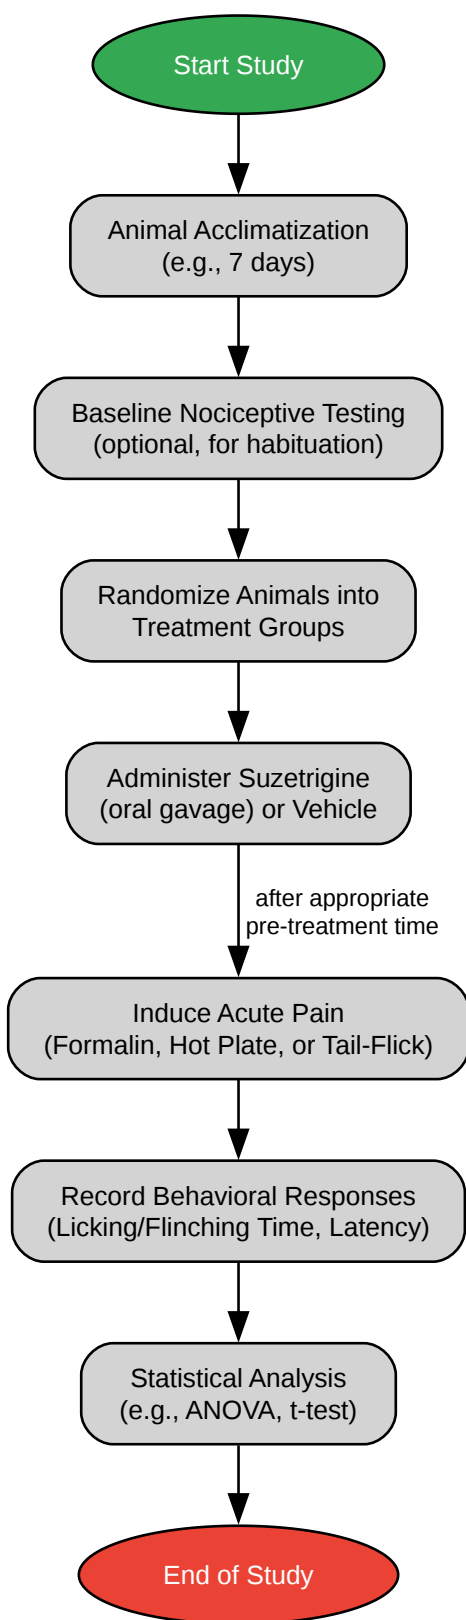 Start Study
Animal Acclimatization
(e.g., 7 days)
Baseline Nociceptive Testing
(optional, for habituation)
Randomize Animals into
Treatment Groups
Administer Suzetrigine
(oral gavage) or Vehicle
after appropriate
pre-treatment time
Induce Acute Pain
(Formalin, Hot Plate, or Tail-Flick)
Record Behavioral Responses
(Licking/Flinching Time, Latency)
Statistical Analysis
(e.g., ANOVA, t-test)
End of Study